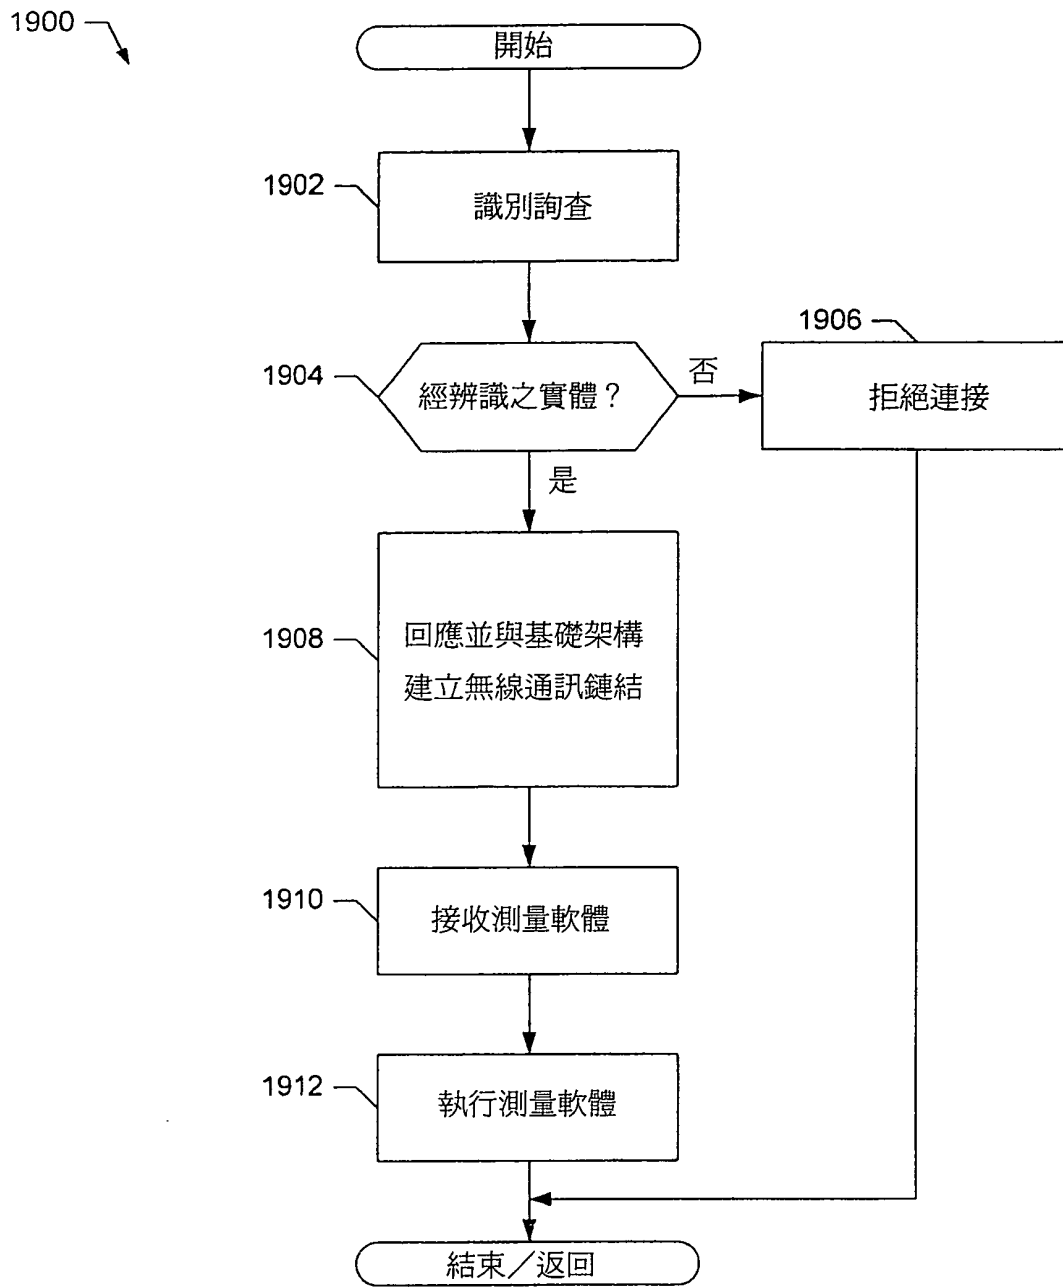 1900
開始
1902
識別詢查
1906
1904
經辨識之實體？
否
拒絕連接
是
1908
回應並與基礎架構
建立無線通訊鏈結
1910
接收測量軟體
1912
執行測量軟體
結束／返回